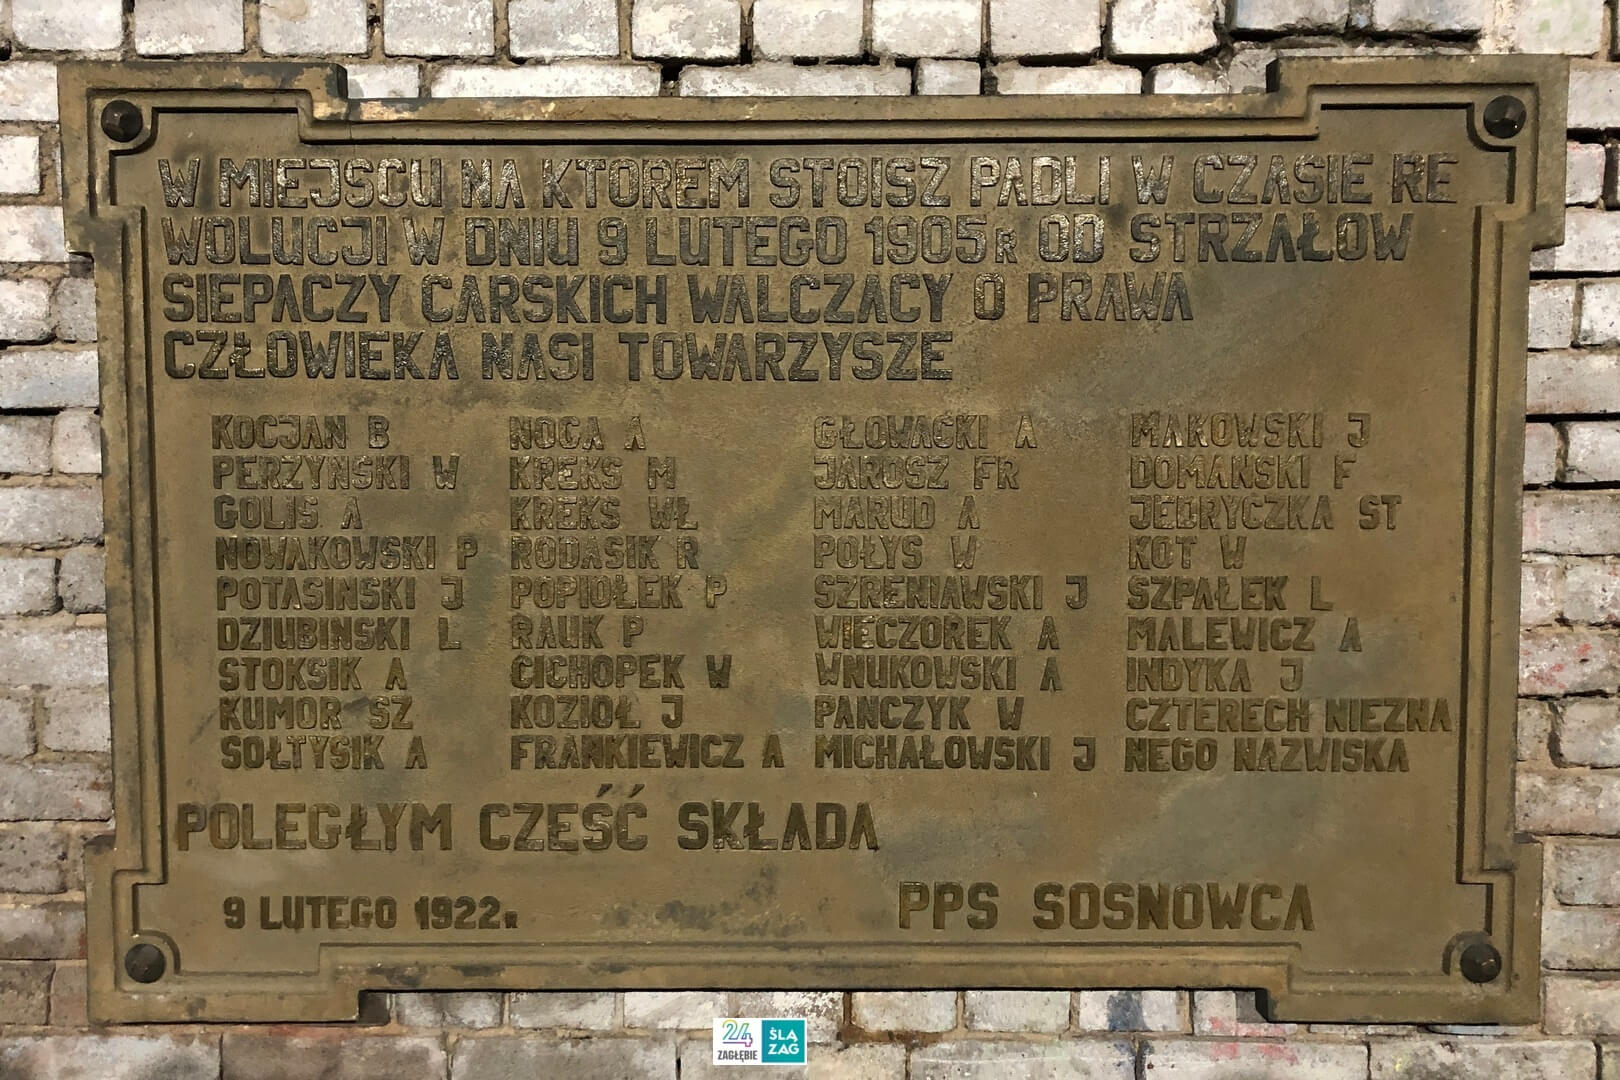 W MIEJSCU NA KTOREM STOISZ PADLI W CZASIE RE
WOLUCJI W DNIU 9 LUTEGO 1905R OD STRZAŁOW
SIEPACZY CARSKICH WALCZACY O PRAWA
CZŁOWIEKA NASI TOWARZYSZE
KOCJAN B
PERZYNSKI W
GOLIS A
NOWAKOWSKI P
POTASINSKI J
DZIUBINSKI L
STOKSIK A
KUMOR SZ
SOŁTYSIK A
NOGA A
KREKS M
KREKS WŁ
RODASIK R
POPIOŁEK P
RAUK P
CICHOPEK W
KOZIOŁ J
FRANKIEWICZ A
GŁOWACKI A
JAROSZ FR
MARUD A
POŁYS W
SZRENIAWSKI J
WIECZOREK A
WNUKOWSKI A
PANCZYK W
MICHAŁOWSKI J
MAKOWSKI J
DOMANSKI F
JEDRYCZKA ST
KOT W
SZPAŁEK L
MALEWICZ A
INDYKA J
CZTERECH NIEZNA
NEGO NAZWISKA
POLEGŁYM CZEŚĆ SKŁADA
9 LUTEGO 1922R
PPS SOSNOWCA
24
ZAGŁĘBIE
ŚLĄ
ZAG